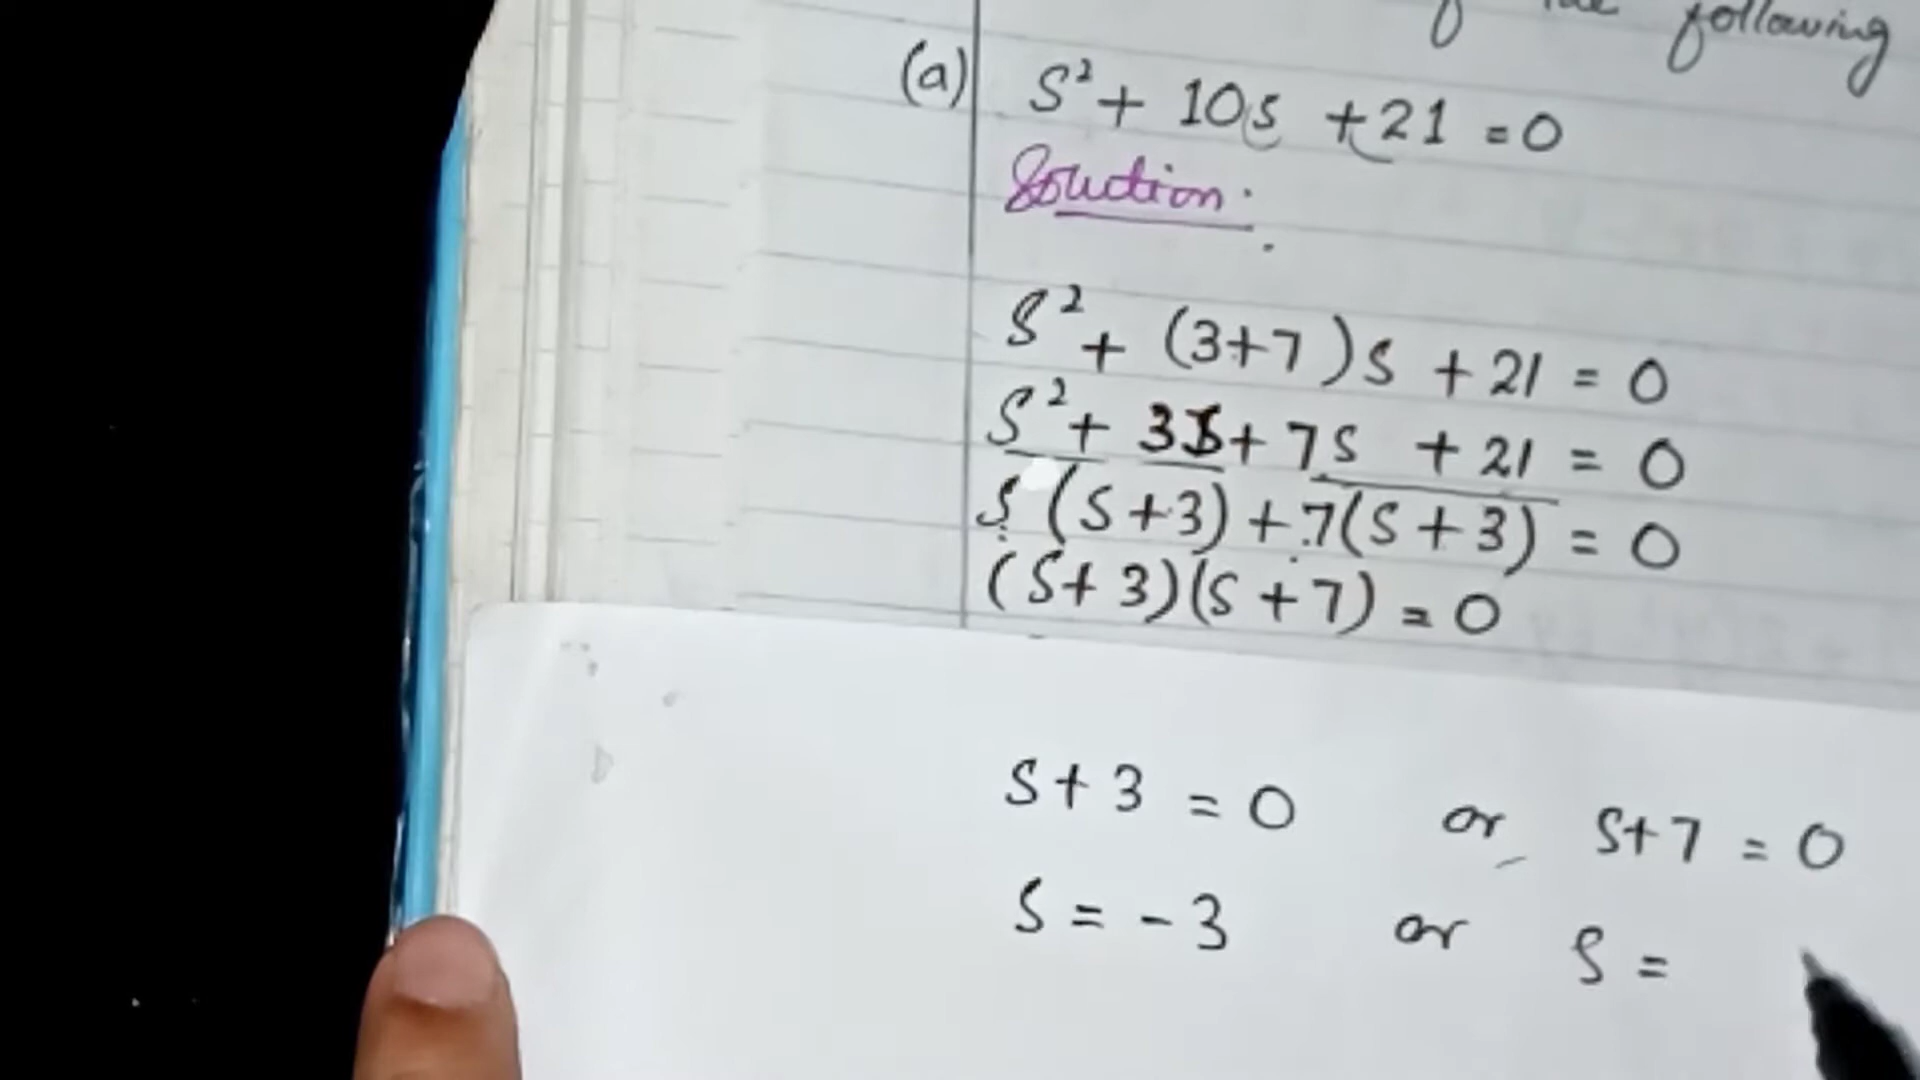 the following
(a) S² + 10s + 21 = 0
Solution:
S² + (3+7)s + 21 = 0
S² + 3s + 7s + 21 = 0
s(s+3) + 7(s+3) = 0
(s+3)(s+7) = 0
s+3 = 0 or s+7 = 0
s = -3 or s =